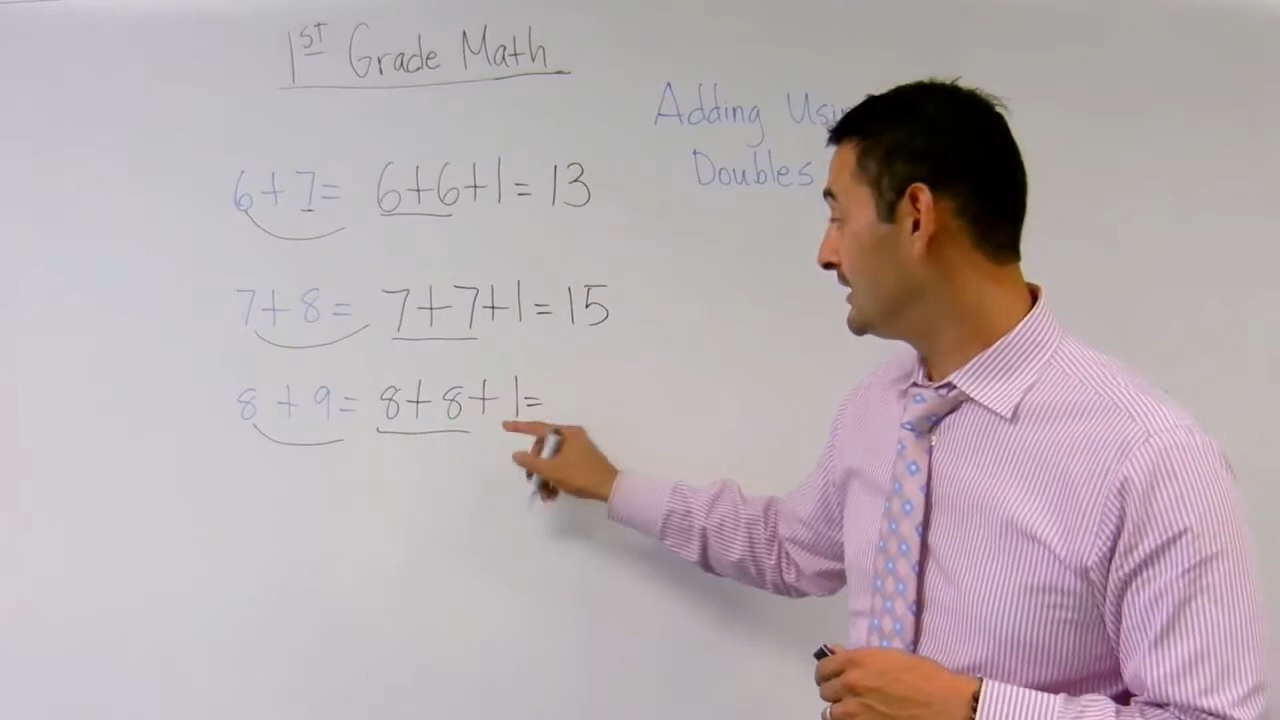 1st Grade Math
Adding
Doubles
6+7= 6+6+1=13
7+8= 7+7+1=15
8+9= 8+8+1=